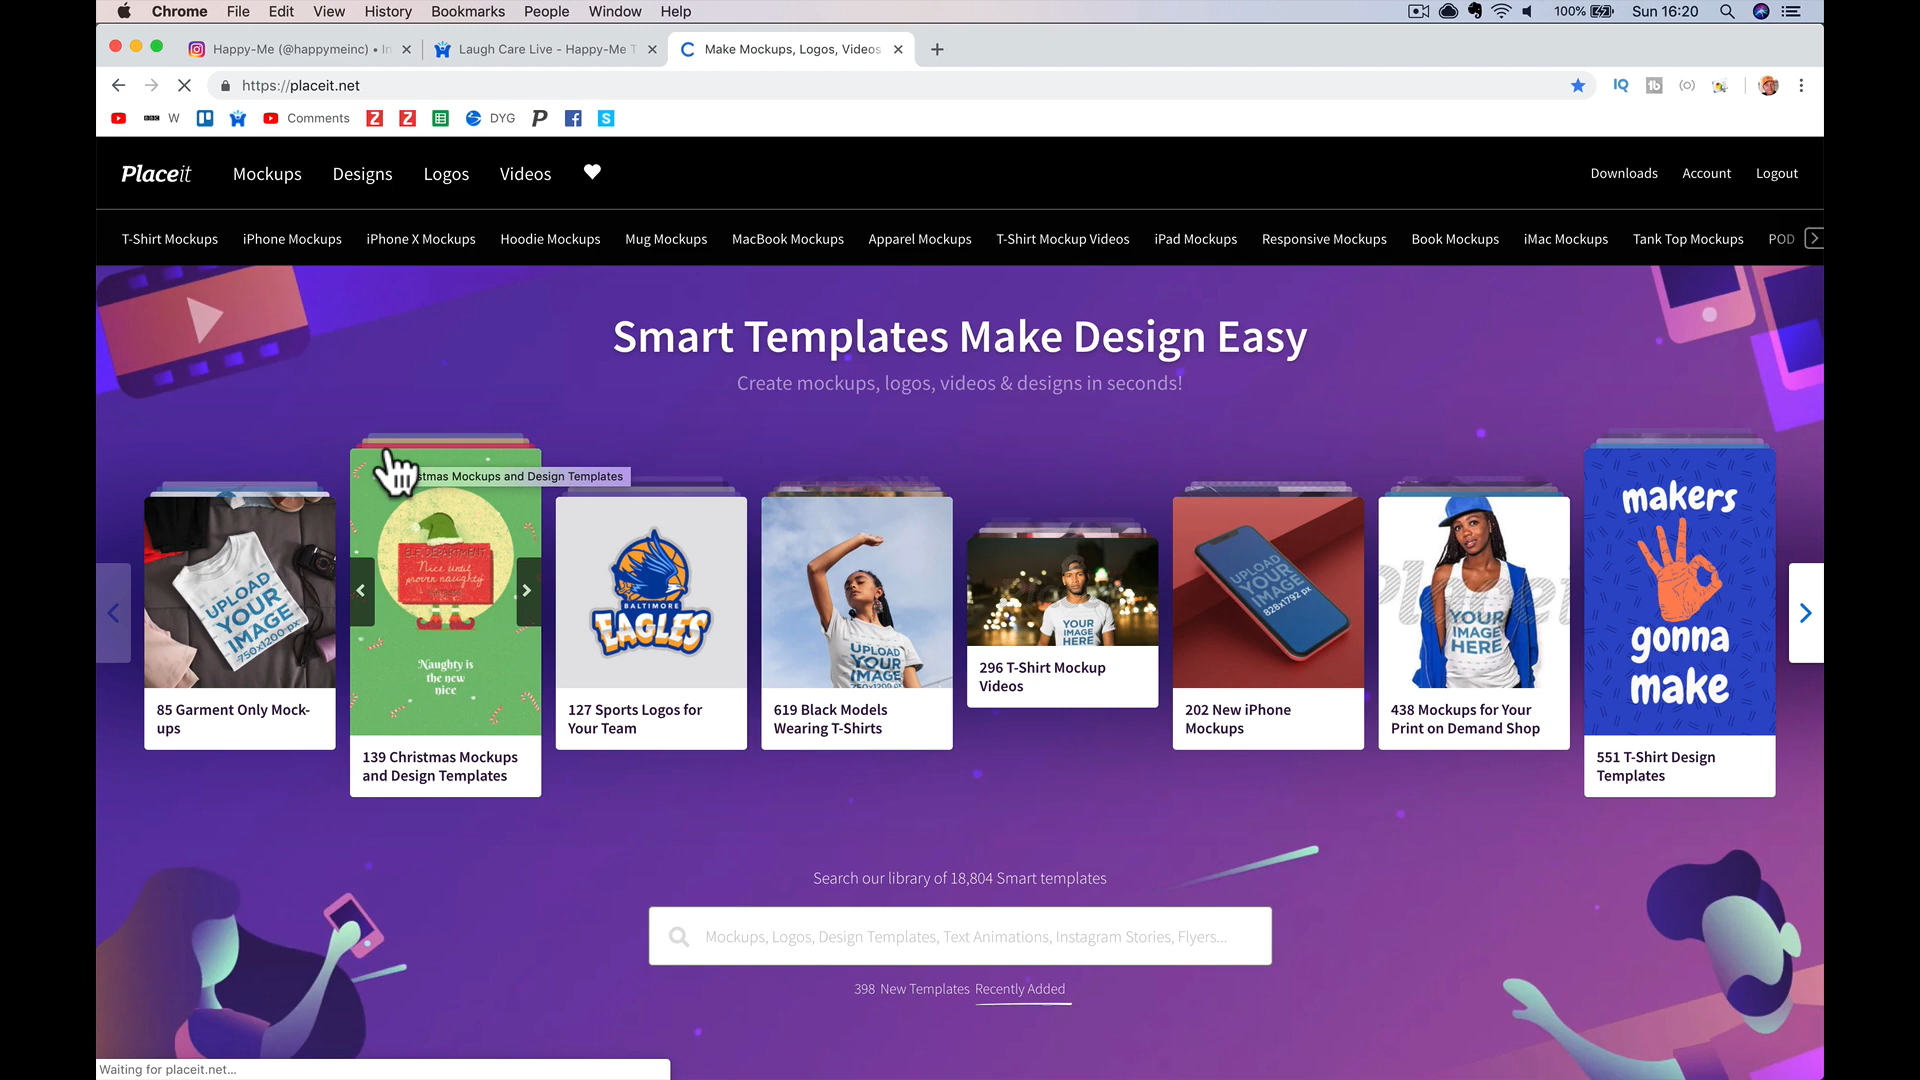 Chrome File Edit View History Bookmarks People Window Help
100% Sun 16:20
Happy-Me (@happymeinc) • In
Laugh Care Live - Happy-Me T
Make Mockups, Logos, Videos
https://placeit.net
W Comments DYG
Placeit Mockups Designs Logos Videos
Downloads Account Logout
T-Shirt Mockups iPhone Mockups iPhone X Mockups Hoodie Mockups Mug Mockups MacBook Mockups Apparel Mockups T-Shirt Mockup Videos iPad Mockups Responsive Mockups Book Mockups iMac Mockups Tank Top Mockups POD
Smart Templates Make Design Easy
Create mockups, logos, videos & designs in seconds!
stmas Mockups and Design Templates
UPLOAD
YOUR
IMAGE
750x1200 px
85 Garment Only Mock-
ups
ELF DEPARTMENT
Nice until
proven naughty
Naughty is
the new
nice
139 Christmas Mockups
and Design Templates
BALTIMORE
EAGLES
127 Sports Logos for
Your Team
UPLOAD
YOUR
IMAGE
750x1200 px
619 Black Models
Wearing T-Shirts
YOUR
IMAGE
HERE
296 T-Shirt Mockup
Videos
UPLOAD
YOUR
IMAGE
828x1792 px
202 New iPhone
Mockups
Placeit
YOUR
IMAGE
HERE
438 Mockups for Your
Print on Demand Shop
makers
gonna
make
551 T-Shirt Design
Templates
Search our library of 18,804 Smart templates
Mockups, Logos, Design Templates, Text Animations, Instagram Stories, Flyers...
398 New Templates Recently Added
Waiting for placeit.net...